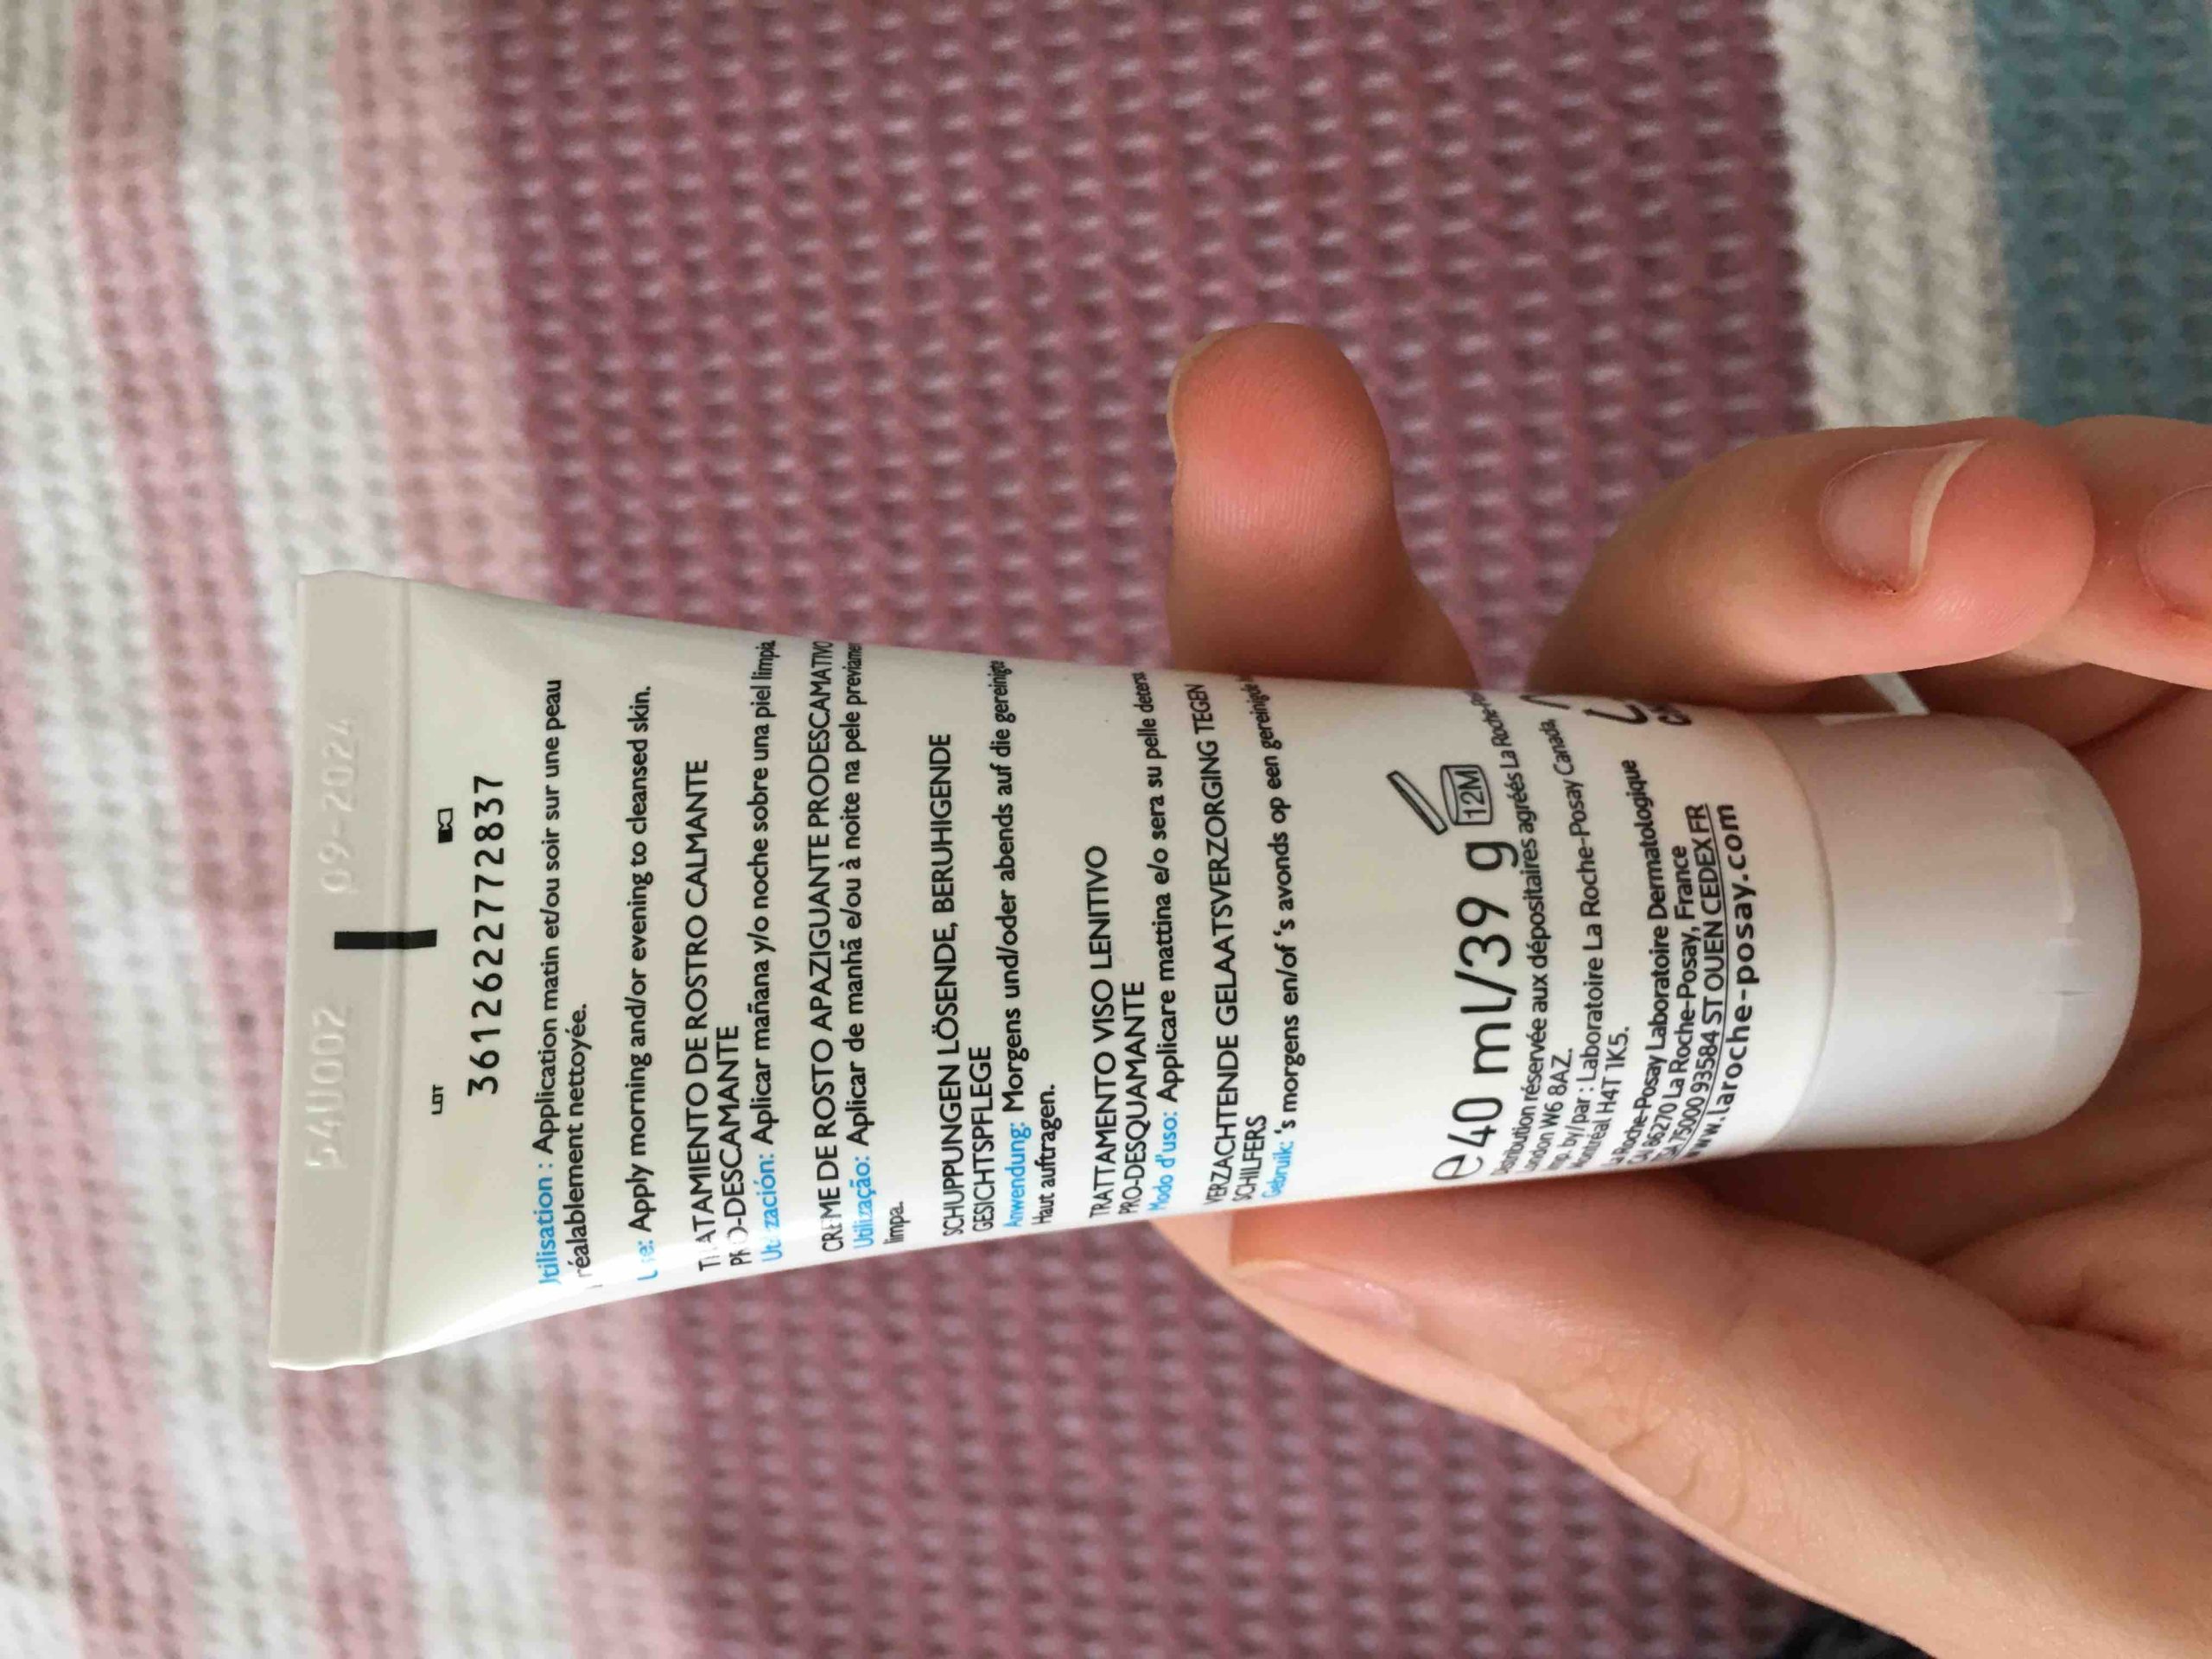 54U002 09-2024
LOT
3612622772837
Utilisation : Application matin et/ou soir sur une peau
réalablement nettoyée.
Use: Apply morning and/or evening to cleansed skin.
TRATAMIENTO DE ROSTRO CALMANTE
PRO-DESCAMANTE
Utilización: Aplicar mañana y/o noche sobre una piel limpia
CREME DE ROSTO APAZIGUANTE PRODESCAMATIVO
Utilização: Aplicar de manhã e/ou à noite na pele previamen
limpa.
SCHUPPUNGEN LÖSENDE, BERUHIGENDE
GESICHTSPFLEGE
Anwendung: Morgens und/oder abends auf die gereinigte
Haut auftragen.
TRATTAMENTO VISO LENITIVO
PRO-DESQUAMANTE
Modo d'uso: Applicare mattina e/o sera su pelle detersa
VERZACHTENDE GELAATSVERZORGING TEGEN
SCHILFERS
Gebruik: 's morgens en/of 's avonds op een gereinigde
e 40 ml/39 g 12M
Distribution réservée aux dépositaires agréés La Roche-Po
London W6 8AZ.
Imp. by/par : Laboratoire La Roche-Posay Canada,
Montréal H4T 1K5.
La Roche-Posay Laboratoire Dermatologique
CAI 86270 La Roche-Posay, France
CSA 75000 93584 ST OUEN CEDEX FR
www.laroche-posay.com